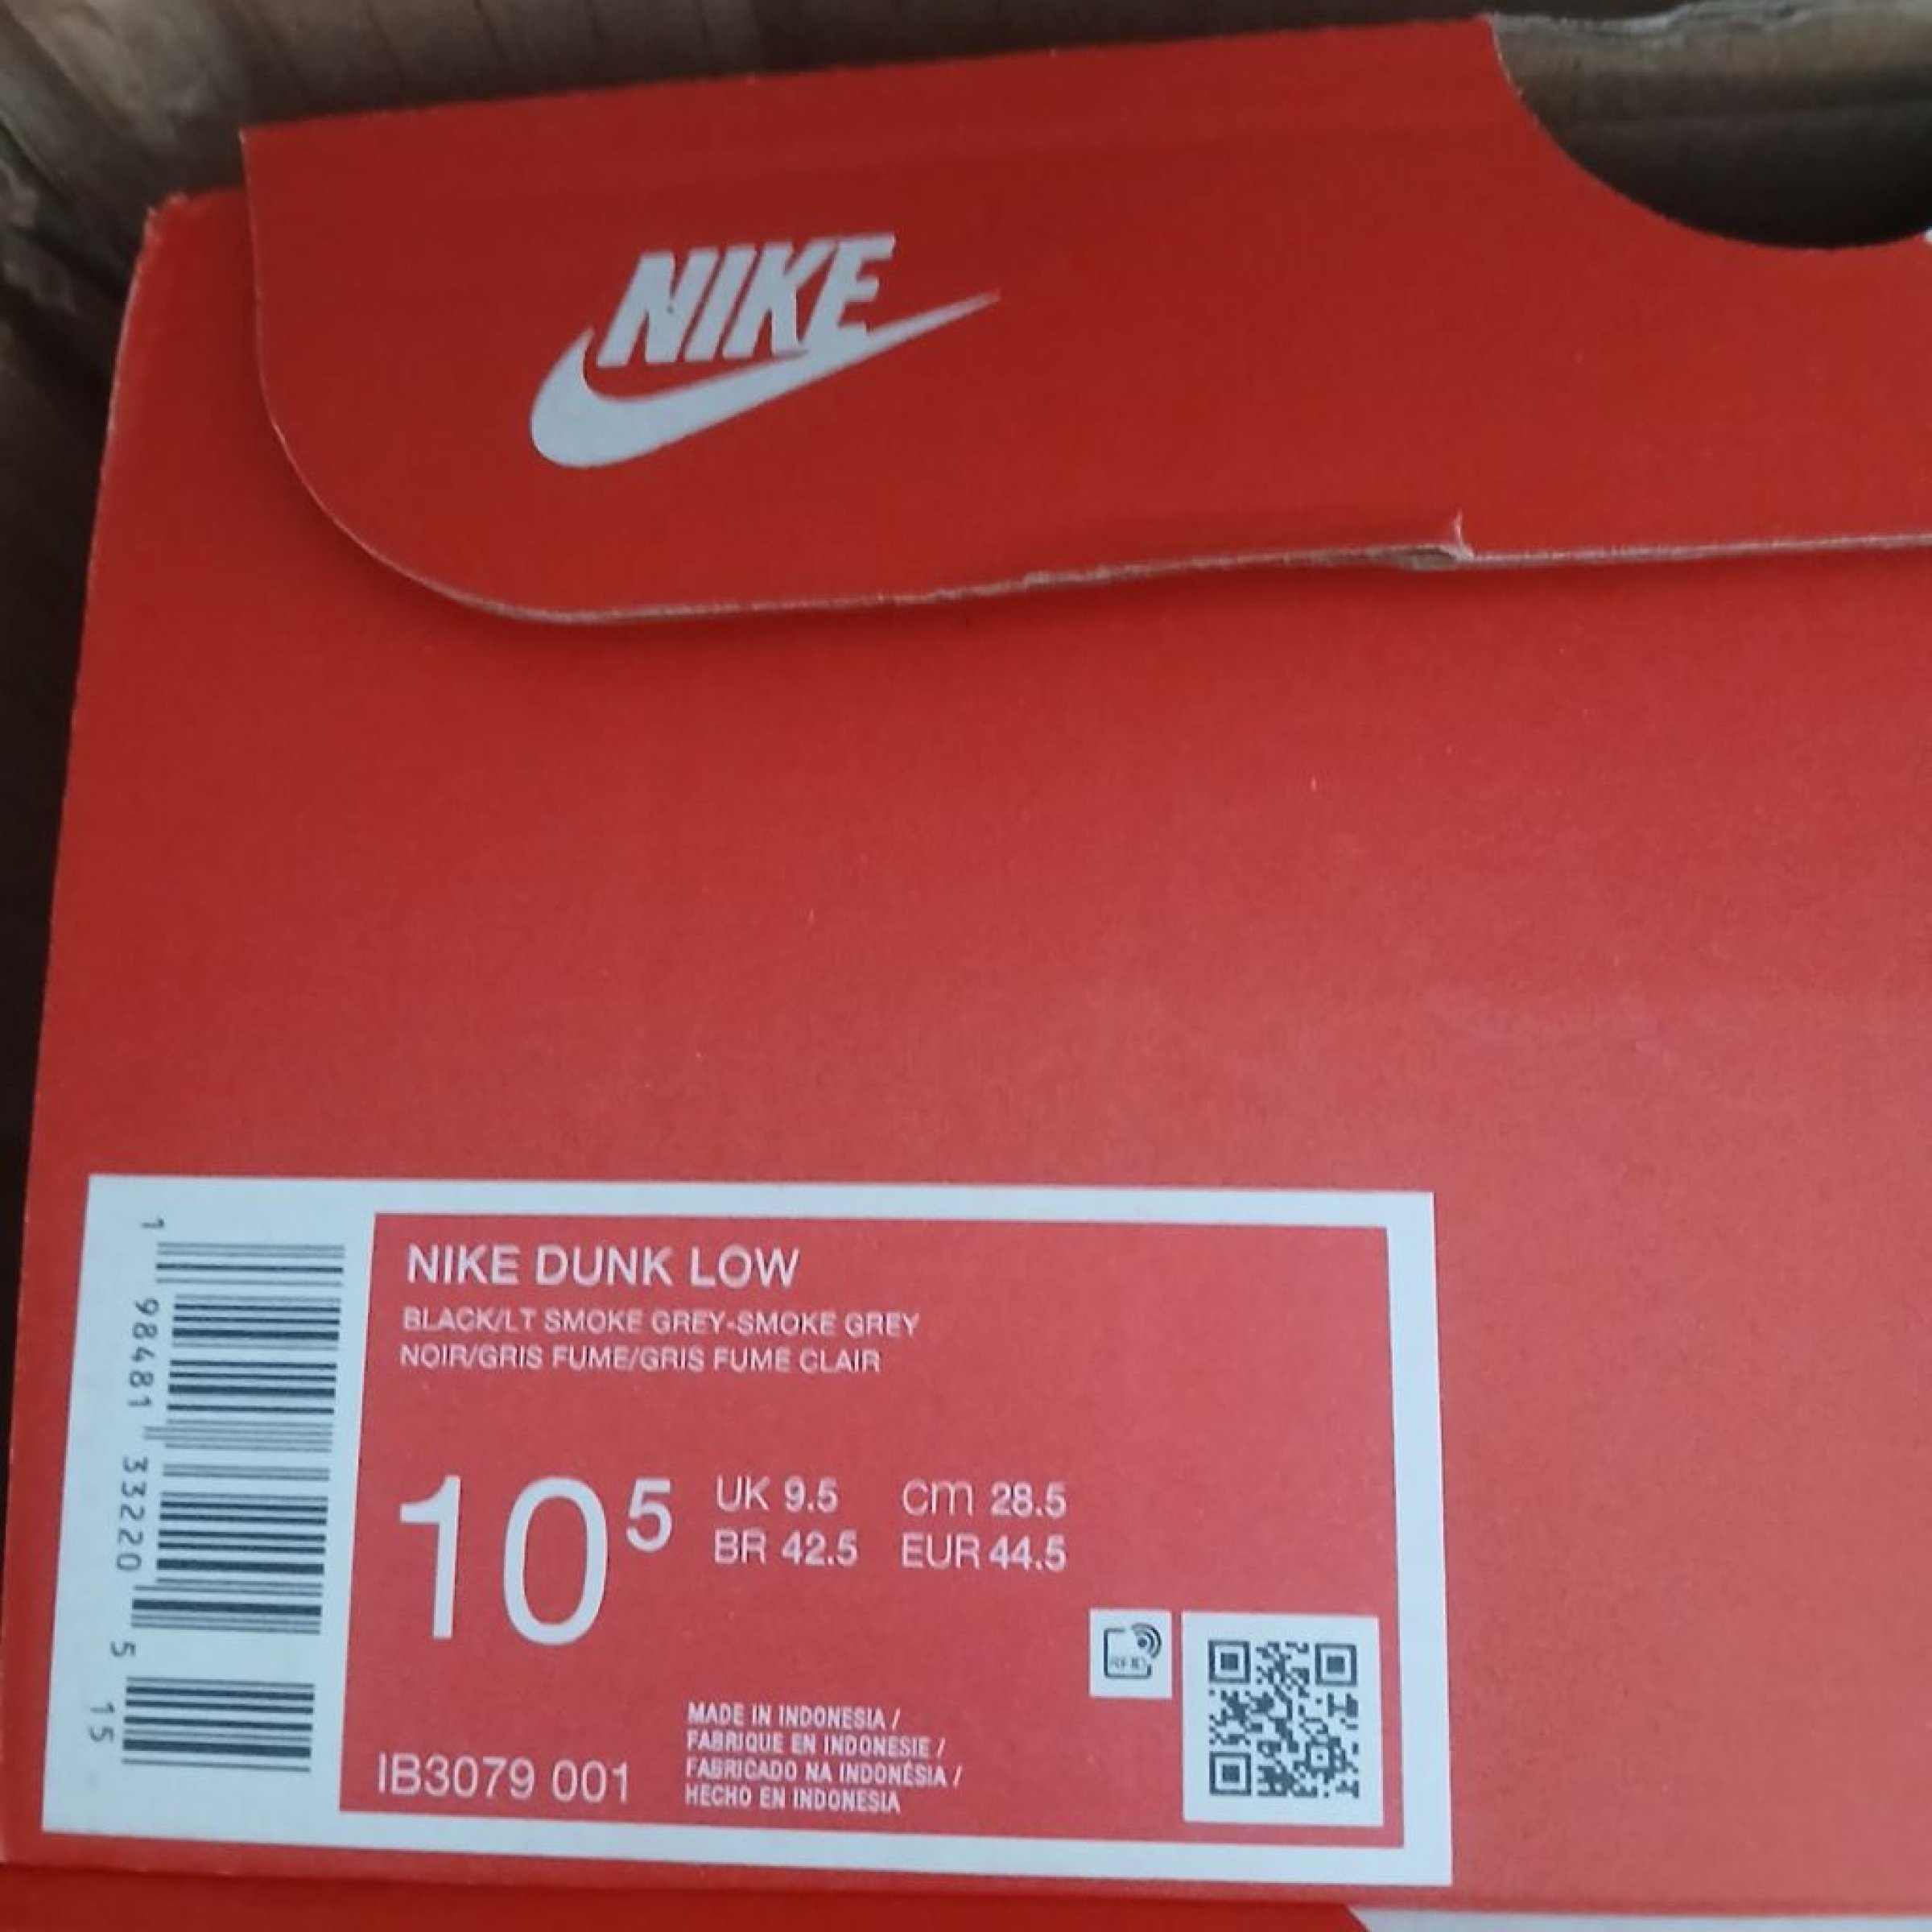 NIKE
NIKE DUNK LOW
BLACK/LT SMOKE GREY-SMOKE GREY
NOIR/GRIS FUME/GRIS FUME CLAIR
10 5
UK 9.5 cm 28.5
BR 42.5 EUR 44.5
RFID
MADE IN INDONESIA /
FABRIQUE EN INDONESIE /
FABRICADO NA INDONÉSIA /
HECHO EN INDONESIA
IB3079 001
1 98481 33220 5 15